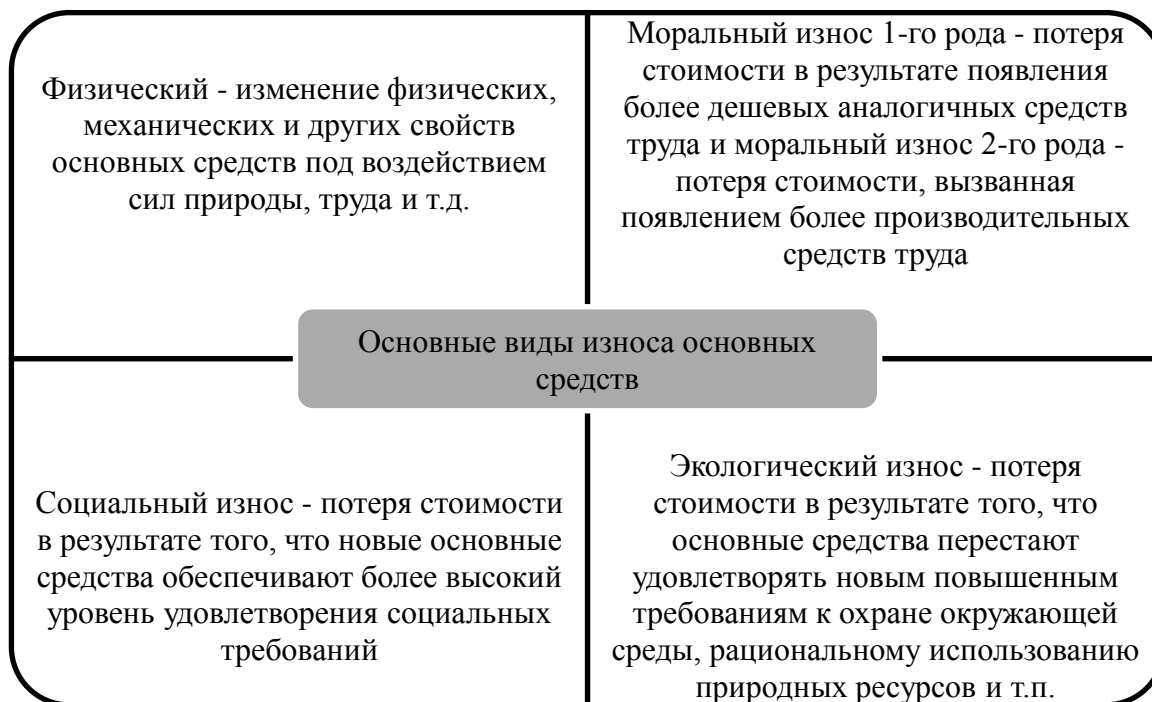 Физический - изменение физических,
механических и других свойств
основных средств под воздействием
сил природы, труда и т.д.
Моральный износ 1-го рода - потеря
стоимости в результате появления
более дешевых аналогичных средств
труда и моральный износ 2-го рода -
потеря стоимости, вызванная
появлением более производительных
средств труда
Основные виды износа основных
средств
Социальный износ - потеря стоимости
в результате того, что новые основные
средства обеспечивают более высокий
уровень удовлетворения социальных
требований
Экологический износ - потеря
стоимости в результате того, что
основные средства перестают
удовлетворять новым повышенным
требованиям к охране окружающей
среды, рациональному использованию
природных ресурсов и т.п.